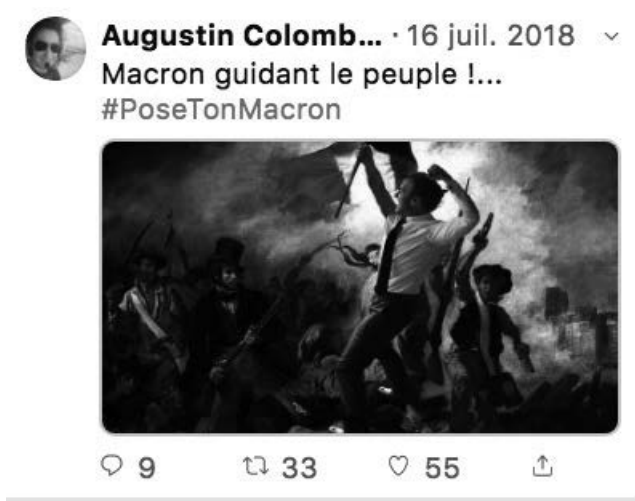 Augustin Colomb... · 16 juil. 2018
Macron guidant le peuple !...
#PoseTonMacron
9 33 55